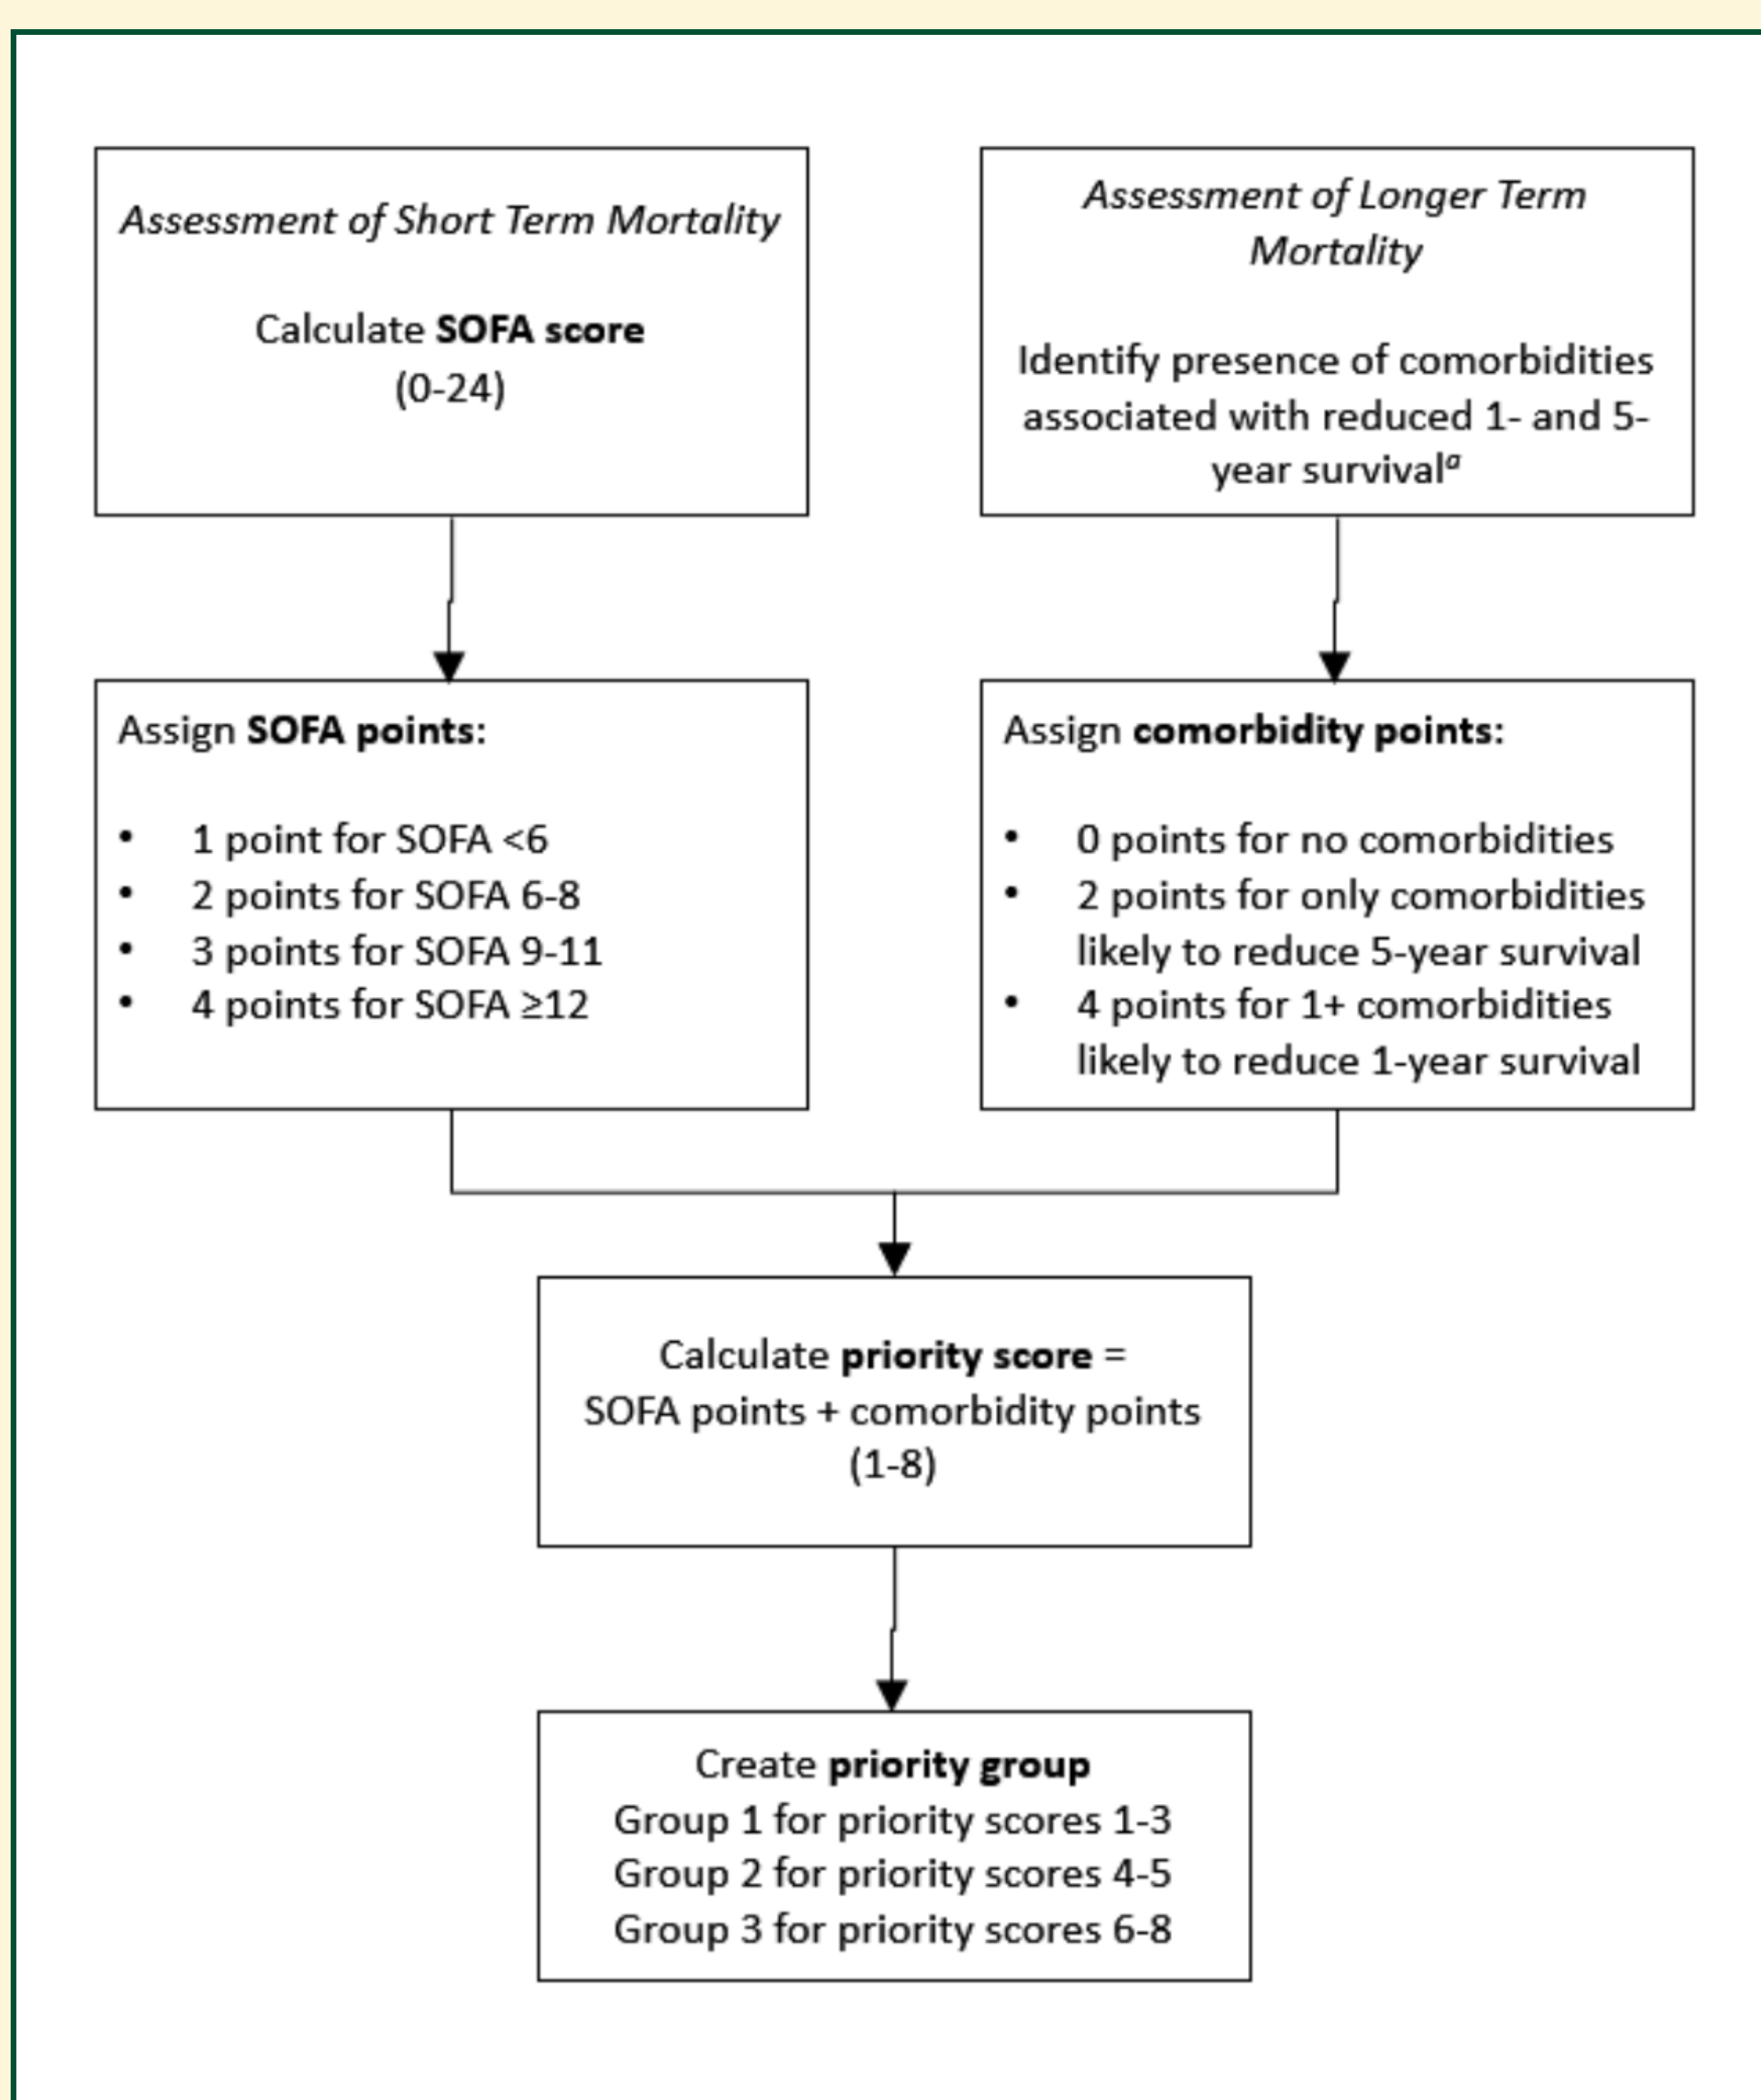 Assessment of Short Term Mortality
Calculate SOFA score
(0-24)
Assessment of Longer Term
Mortality
Identify presence of comorbidities
associated with reduced 1- and 5-
year survivalª
Assign SOFA points:
• 1 point for SOFA <6
• 2 points for SOFA 6-8
• 3 points for SOFA 9-11
• 4 points for SOFA ≥12
Assign comorbidity points:
• 0 points for no comorbidities
• 2 points for only comorbidities
likely to reduce 5-year survival
• 4 points for 1+ comorbidities
likely to reduce 1-year survival
Calculate priority score =
SOFA points + comorbidity points
(1-8)
Create priority group
Group 1 for priority scores 1-3
Group 2 for priority scores 4-5
Group 3 for priority scores 6-8